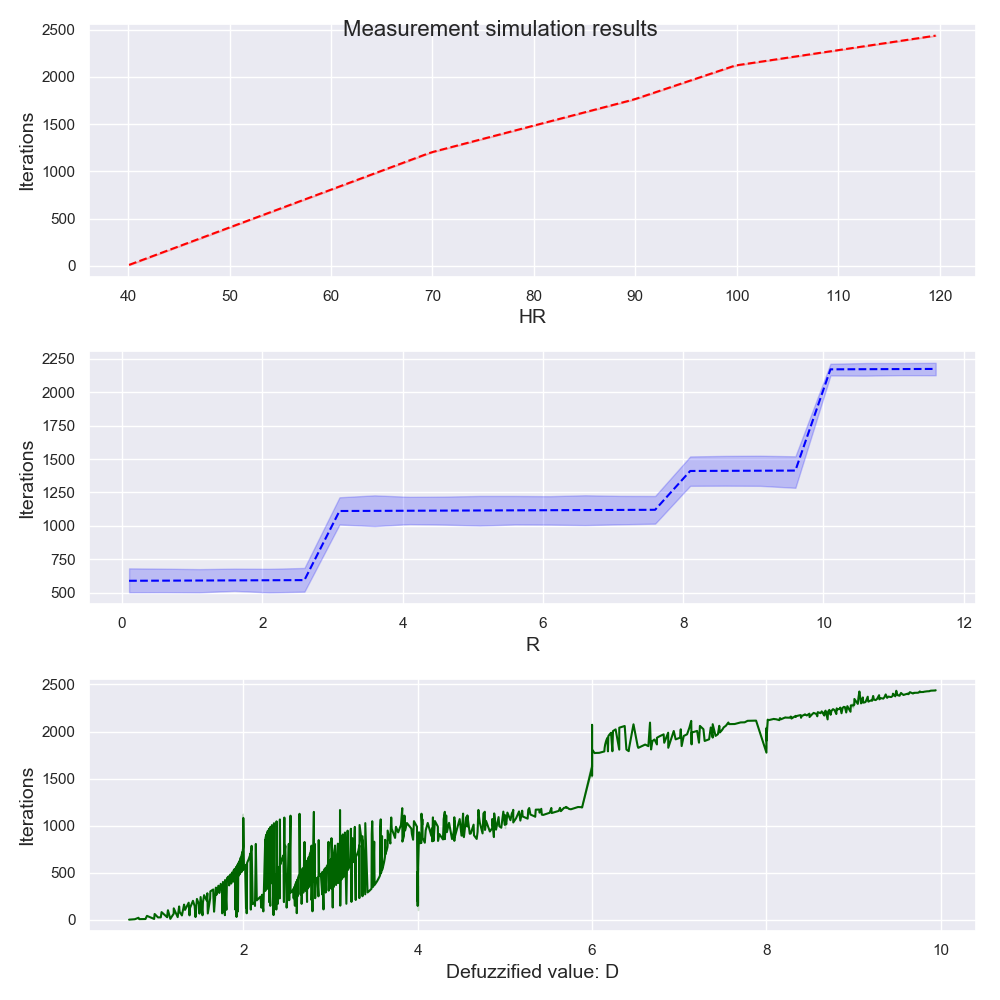 Measurement simulation results
2500
2000
1500
1000
500
0
Iterations
40 50 60 70 80 90 100 110 120
HR
2250
2000
1750
1500
1250
1000
750
500
Iterations
0 2 4 6 8 10 12
R
2500
2000
1500
1000
500
0
Iterations
2 4 6 8 10
Defuzzified value: D